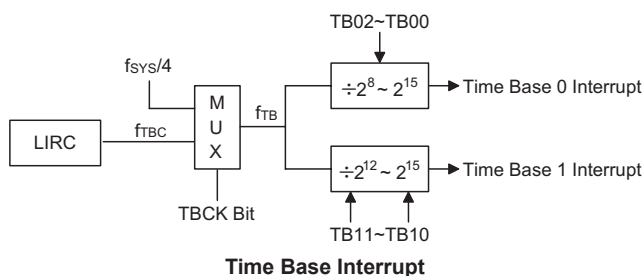 TB02~TB00
fSYS/4
M
U
X
÷2^8 ~ 2^15
Time Base 0 Interrupt
fTB
LIRC
fTBC
÷2^12 ~ 2^15
Time Base 1 Interrupt
TBCK Bit
TB11~TB10
Time Base Interrupt